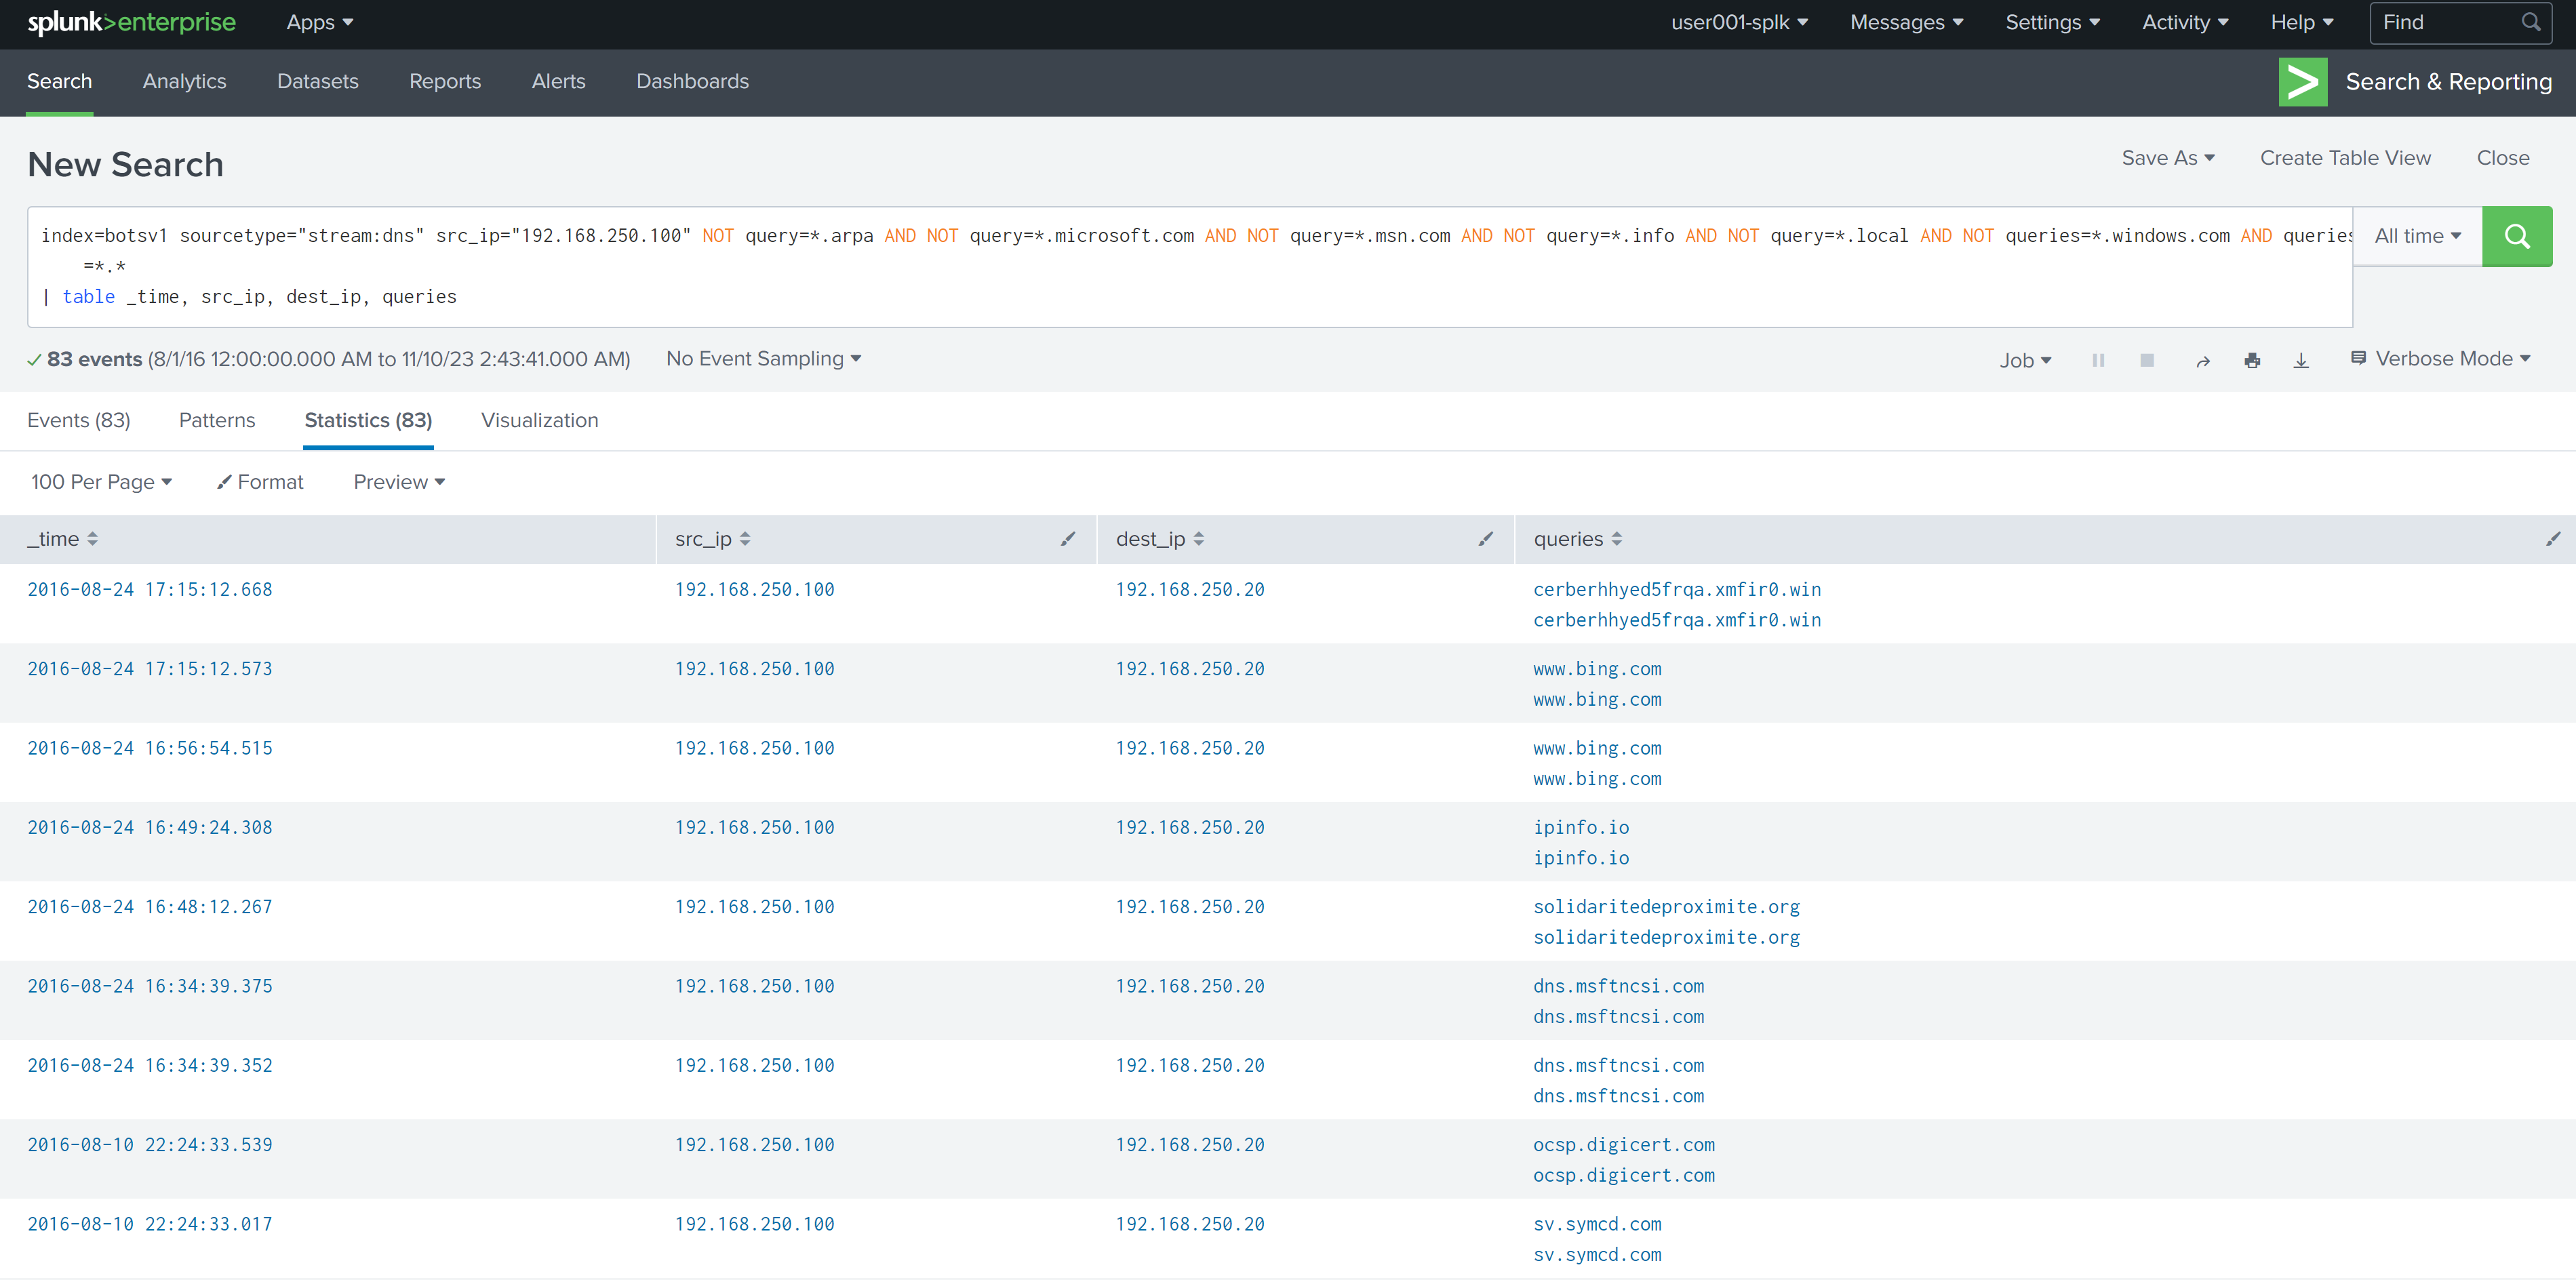 splunk>enterprise Apps user001-splk Messages Settings Activity Help Find
Search Analytics Datasets Reports Alerts Dashboards Search & Reporting
New Search Save As Create Table View Close
index=botsv1 sourcetype="stream:dns" src_ip="192.168.250.100" NOT query=*.arpa AND NOT query=*.microsoft.com AND NOT query=*.msn.com AND NOT query=*.info AND NOT query=*.local AND NOT queries=*.windows.com AND queries All time
=*.*
| table _time, src_ip, dest_ip, queries
83 events (8/1/16 12:00:00.000 AM to 11/10/23 2:43:41.000 AM) No Event Sampling Job Verbose Mode
Events (83) Patterns Statistics (83) Visualization
100 Per Page Format Preview
_time src_ip dest_ip queries
2016-08-24 17:15:12.668 192.168.250.100 192.168.250.20 cerberhhyed5frqa.xmfir0.win
cerberhhyed5frqa.xmfir0.win
2016-08-24 17:15:12.573 192.168.250.100 192.168.250.20 www.bing.com
www.bing.com
2016-08-24 16:56:54.515 192.168.250.100 192.168.250.20 www.bing.com
www.bing.com
2016-08-24 16:49:24.308 192.168.250.100 192.168.250.20 ipinfo.io
ipinfo.io
2016-08-24 16:48:12.267 192.168.250.100 192.168.250.20 solidaritedeproximite.org
solidaritedeproximite.org
2016-08-24 16:34:39.375 192.168.250.100 192.168.250.20 dns.msftncsi.com
dns.msftncsi.com
2016-08-24 16:34:39.352 192.168.250.100 192.168.250.20 dns.msftncsi.com
dns.msftncsi.com
2016-08-10 22:24:33.539 192.168.250.100 192.168.250.20 ocsp.digicert.com
ocsp.digicert.com
2016-08-10 22:24:33.017 192.168.250.100 192.168.250.20 sv.symcd.com
sv.symcd.com